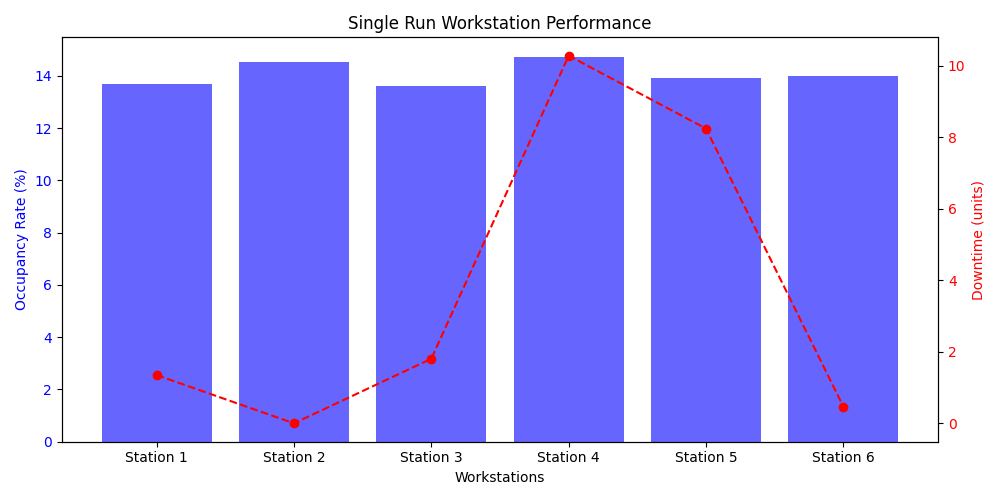 Single Run Workstation Performance
Occupancy Rate (%)
14
12
10
8
6
4
2
0
Station 1 Station 2 Station 3 Station 4 Station 5 Station 6
Workstations
10
8
6
4
2
0
Downtime (units)